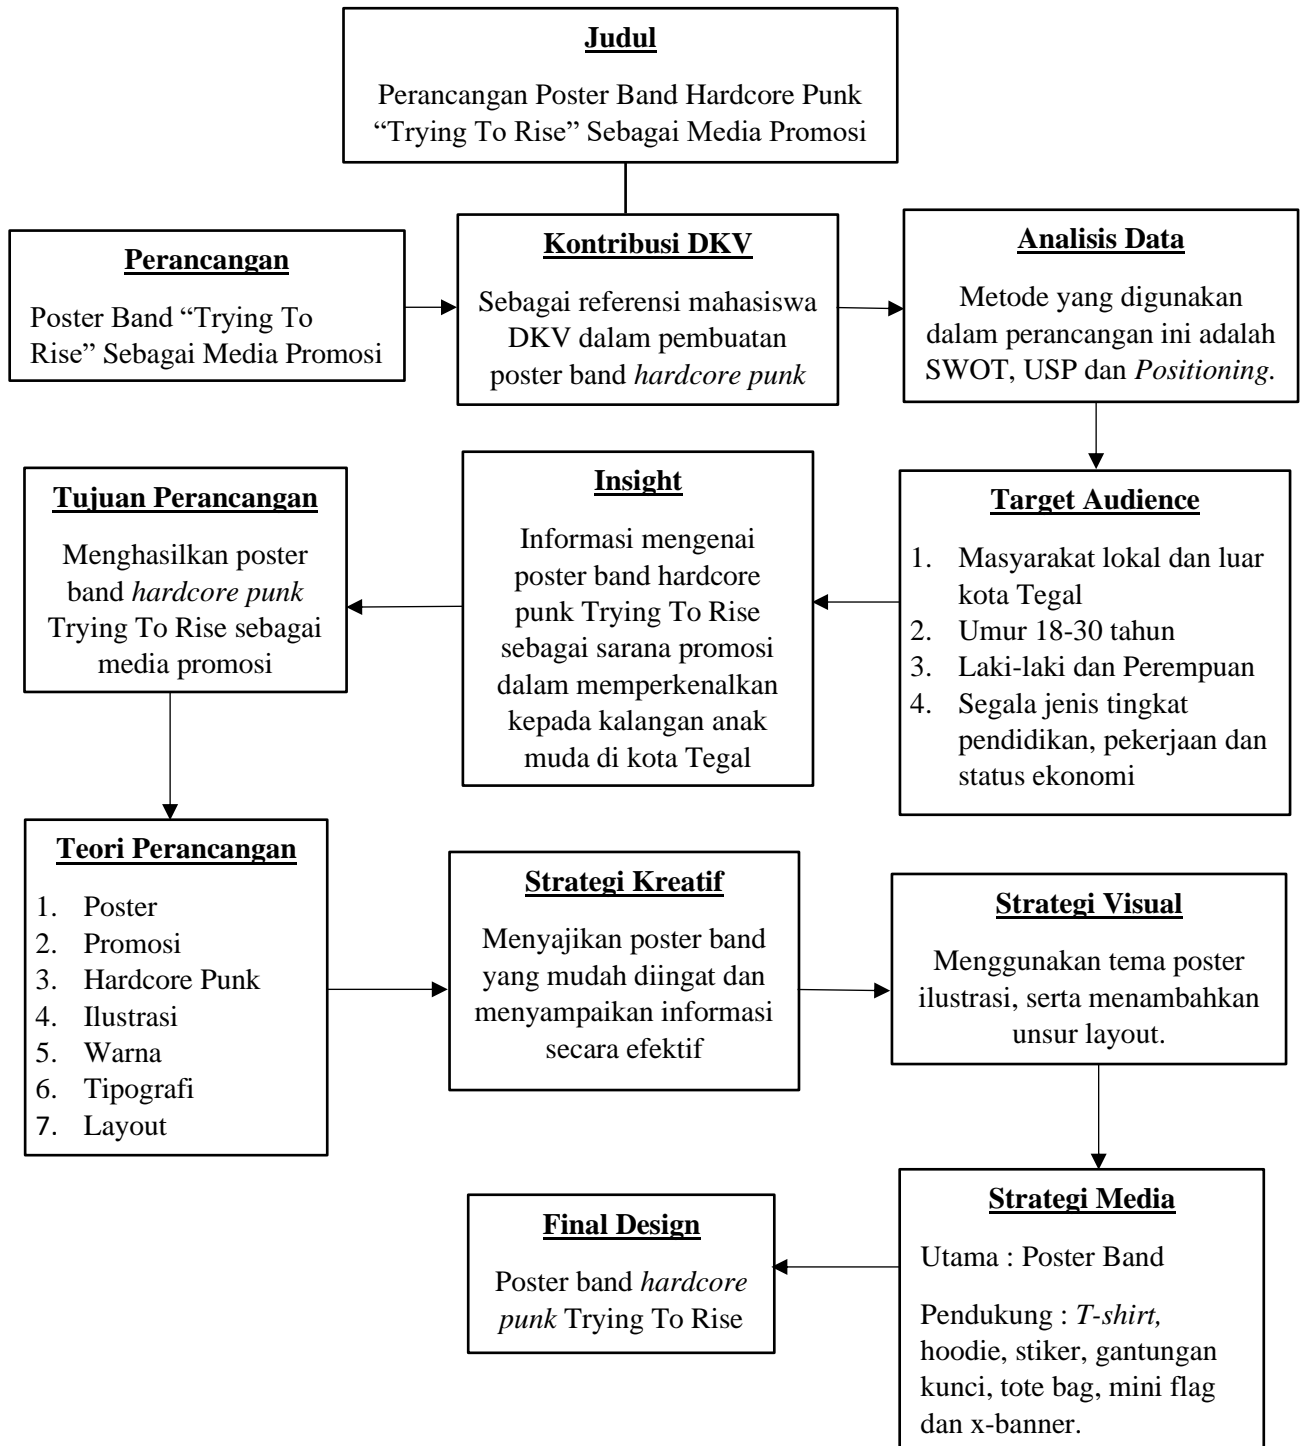 Judul
Perancangan Poster Band Hardcore Punk
“Trying To Rise” Sebagai Media Promosi
Perancangan
Poster Band “Trying To
Rise” Sebagai Media Promosi
Kontribusi DKV
Sebagai referensi mahasiswa
DKV dalam pembuatan
poster band hardcore punk
Analisis Data
Metode yang digunakan
dalam perancangan ini adalah
SWOT, USP dan Positioning.
Target Audience
1. Masyarakat lokal dan luar
kota Tegal
2. Umur 18-30 tahun
3. Laki-laki dan Perempuan
4. Segala jenis tingkat
pendidikan, pekerjaan dan
status ekonomi
Insight
Informasi mengenai
poster band hardcore
punk Trying To Rise
sebagai sarana promosi
dalam memperkenalkan
kepada kalangan anak
muda di kota Tegal
Tujuan Perancangan
Menghasilkan poster
band hardcore punk
Trying To Rise sebagai
media promosi
Teori Perancangan
1. Poster
2. Promosi
3. Hardcore Punk
4. Ilustrasi
5. Warna
6. Tipografi
7. Layout
Strategi Kreatif
Menyajikan poster band
yang mudah diingat dan
menyampaikan informasi
secara efektif
Strategi Visual
Menggunakan tema poster
ilustrasi, serta menambahkan
unsur layout.
Strategi Media
Utama : Poster Band
Pendukung : T-shirt,
hoodie, stiker, gantungan
kunci, tote bag, mini flag
dan x-banner.
Final Design
Poster band hardcore
punk Trying To Rise